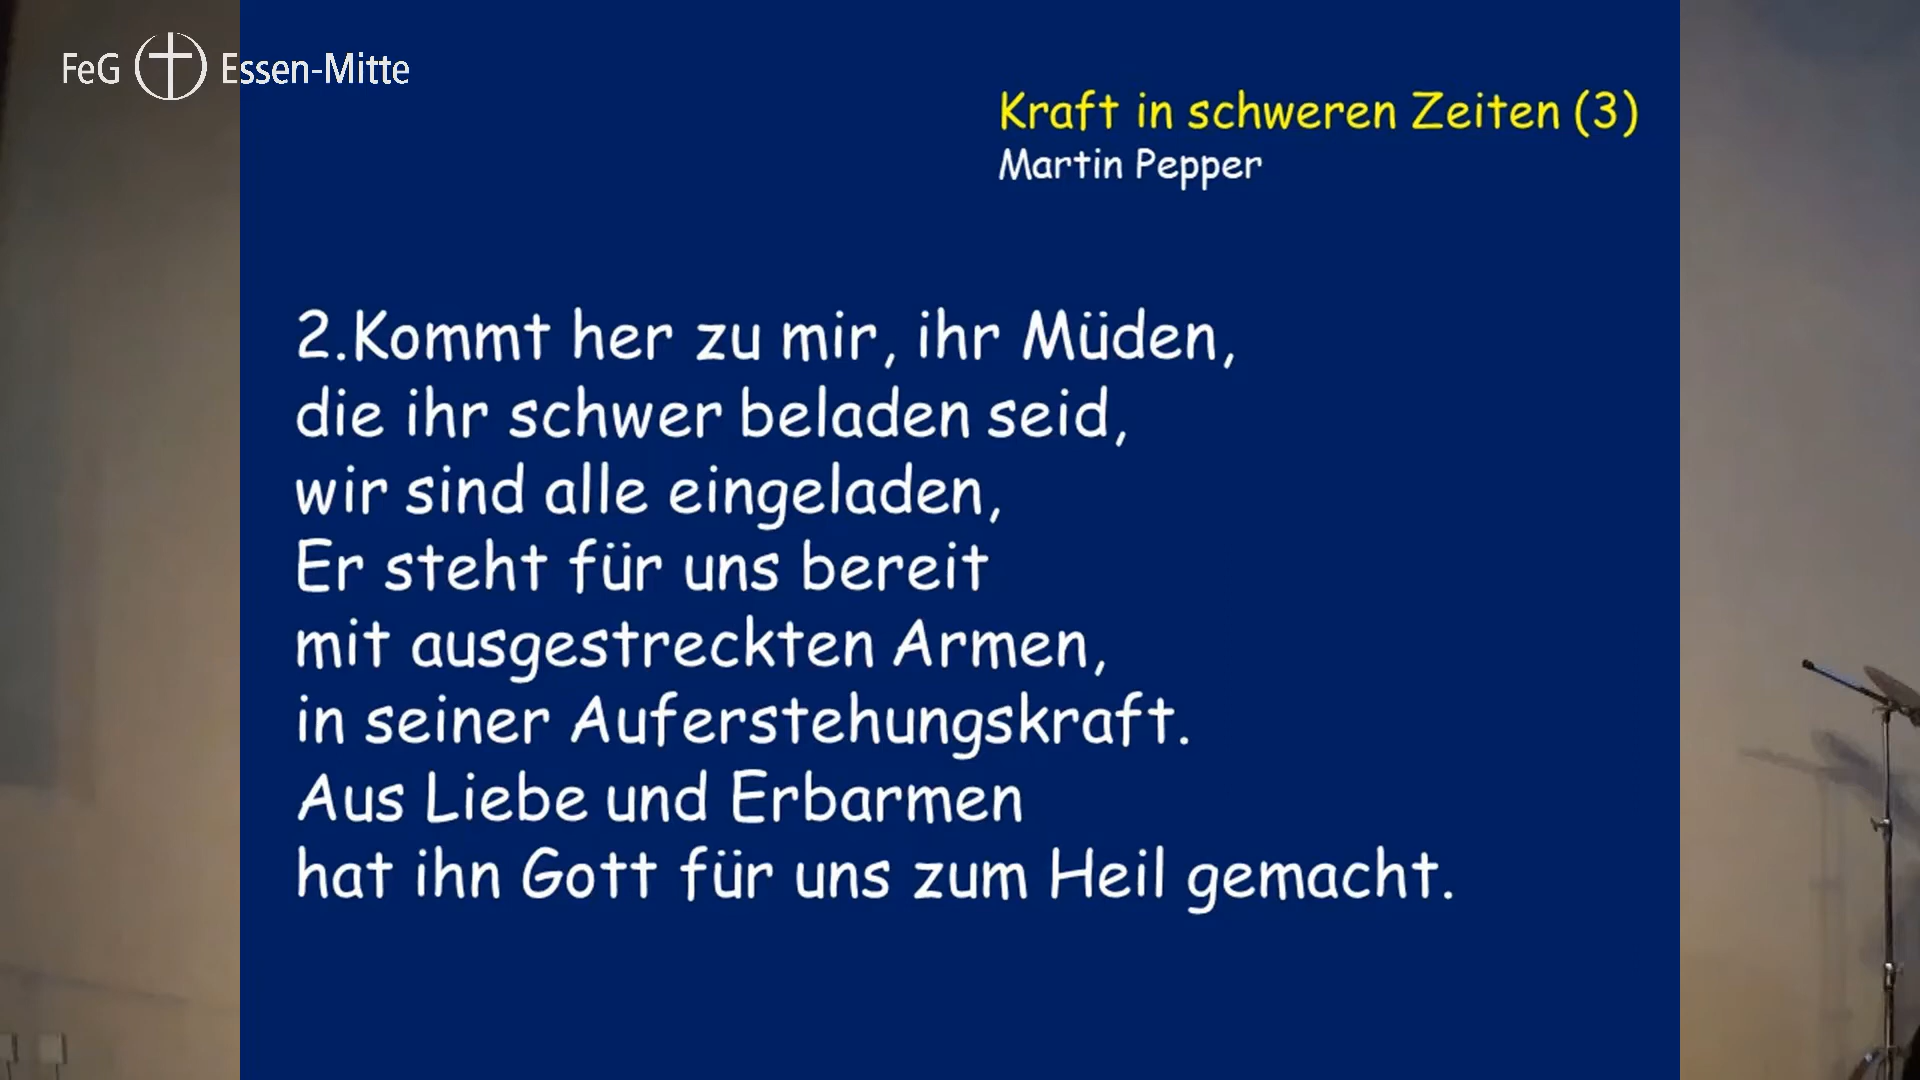 FeG Essen-Mitte
Kraft in schweren Zeiten (3)
Martin Pepper
2.Kommt her zu mir, ihr Müden,
die ihr schwer beladen seid,
wir sind alle eingeladen,
Er steht für uns bereit
mit ausgestreckten Armen,
in seiner Auferstehungskraft.
Aus Liebe und Erbarmen
hat ihn Gott für uns zum Heil gemacht.